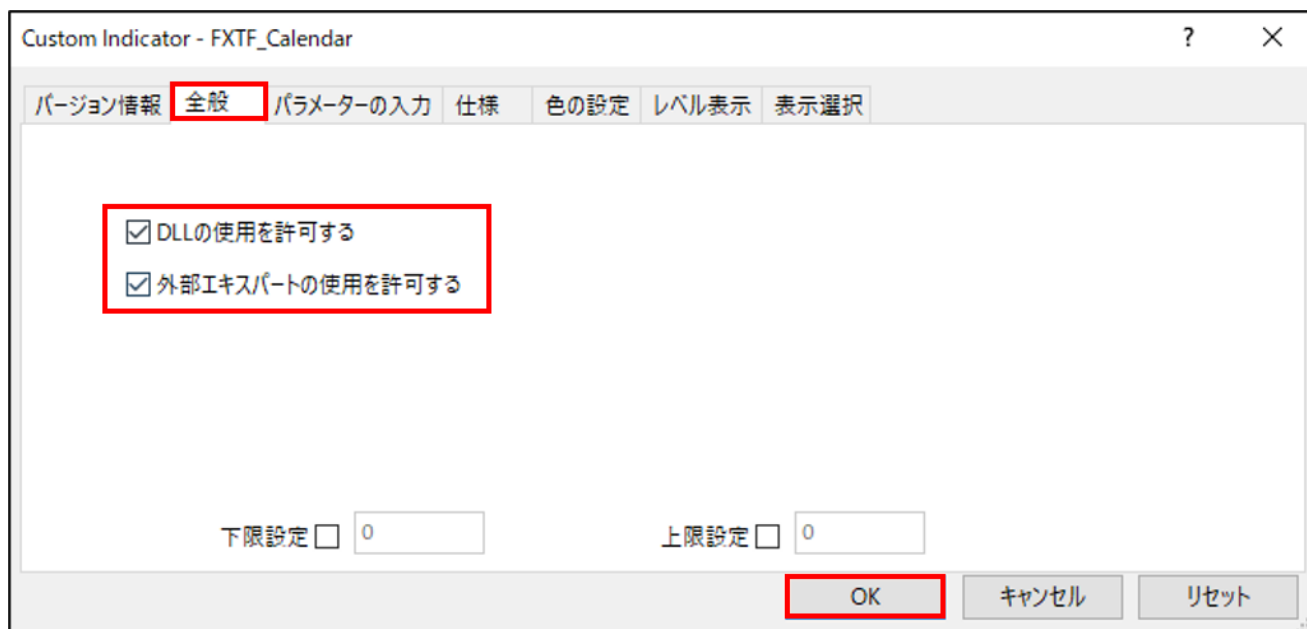 Custom Indicator - FXTF_Calendar ?
バージョン情報 全般 パラメーターの入力 仕様 色の設定 レベル表示 表示選択
DLLの使用を許可する
外部エキスパートの使用を許可する
下限設定 0 上限設定 0
OK キャンセル リセット